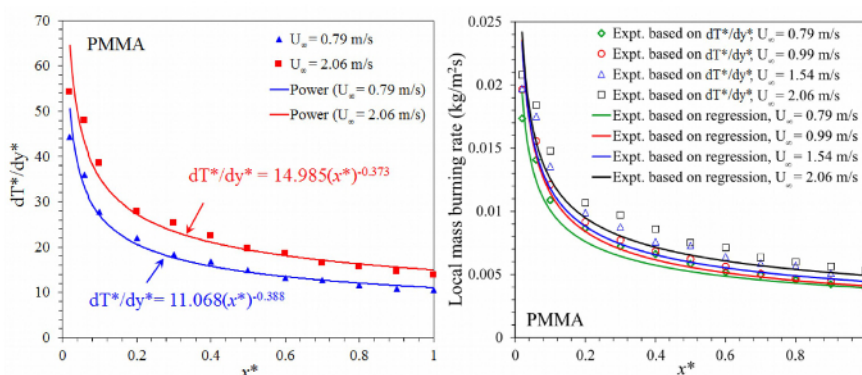 70
60
50
40
30
20
10
0
dT*/dy*
PMMA
U∞ = 0.79 m/s
U∞ = 2.06 m/s
Power (U∞ = 0.79 m/s)
Power (U∞ = 2.06 m/s)
dT*/dy* = 14.985(x*)-0.373
dT*/dy* = 11.068(x*)-0.388
0 0.2 0.4 0.6 0.8 1
x*
0.025
0.02
0.015
0.01
0.005
0
Local mass burning rate (kg/m2s)
Expt. based on dT*/dy*, U∞ = 0.79 m/s
Expt. based on dT*/dy*, U∞ = 0.99 m/s
Expt. based on dT*/dy*, U∞ = 1.54 m/s
Expt. based on dT*/dy*, U∞ = 2.06 m/s
Expt. based on regression, U∞ = 0.79 m/s
Expt. based on regression, U∞ = 0.99 m/s
Expt. based on regression, U∞ = 1.54 m/s
Expt. based on regression, U∞ = 2.06 m/s
PMMA
0 0.2 0.4 0.6 0.8
x*